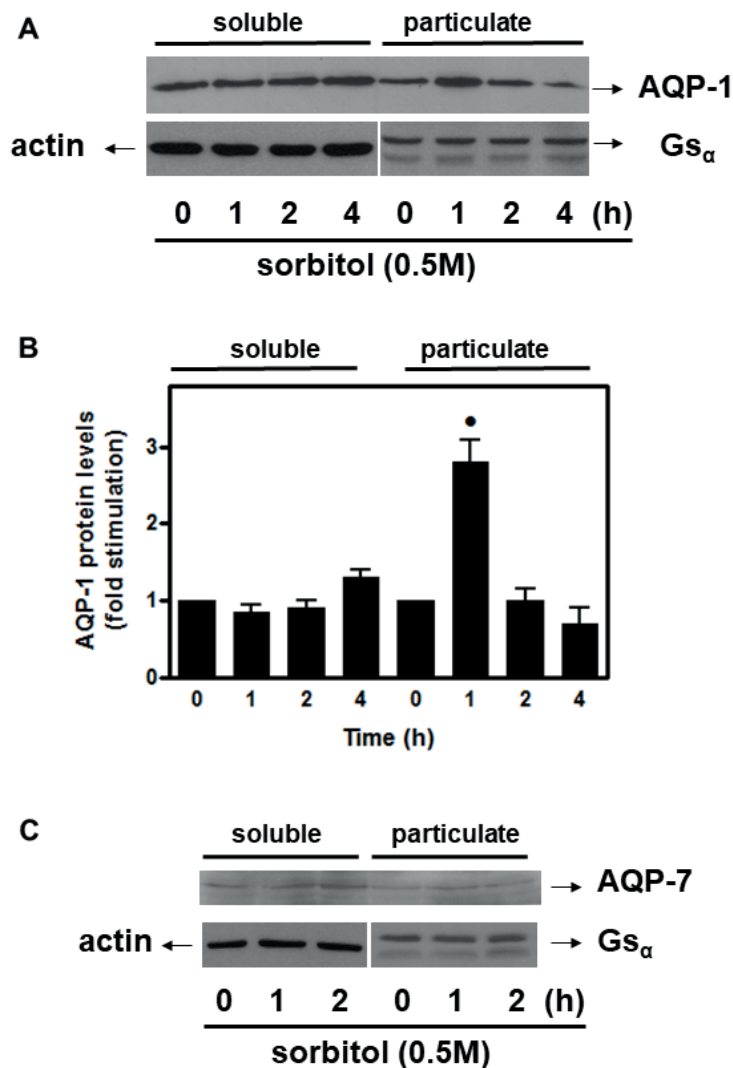 A
soluble particulate
AQP-1
actin Gsα
0 1 2 4 0 1 2 4 (h)
sorbitol (0.5M)
B
soluble particulate
AQP-1 protein levels
(fold stimulation)
3
2
1
0
0 1 2 4 0 1 2 4
Time (h)
C
soluble particulate
AQP-7
actin Gsα
0 1 2 0 1 2 (h)
sorbitol (0.5M)